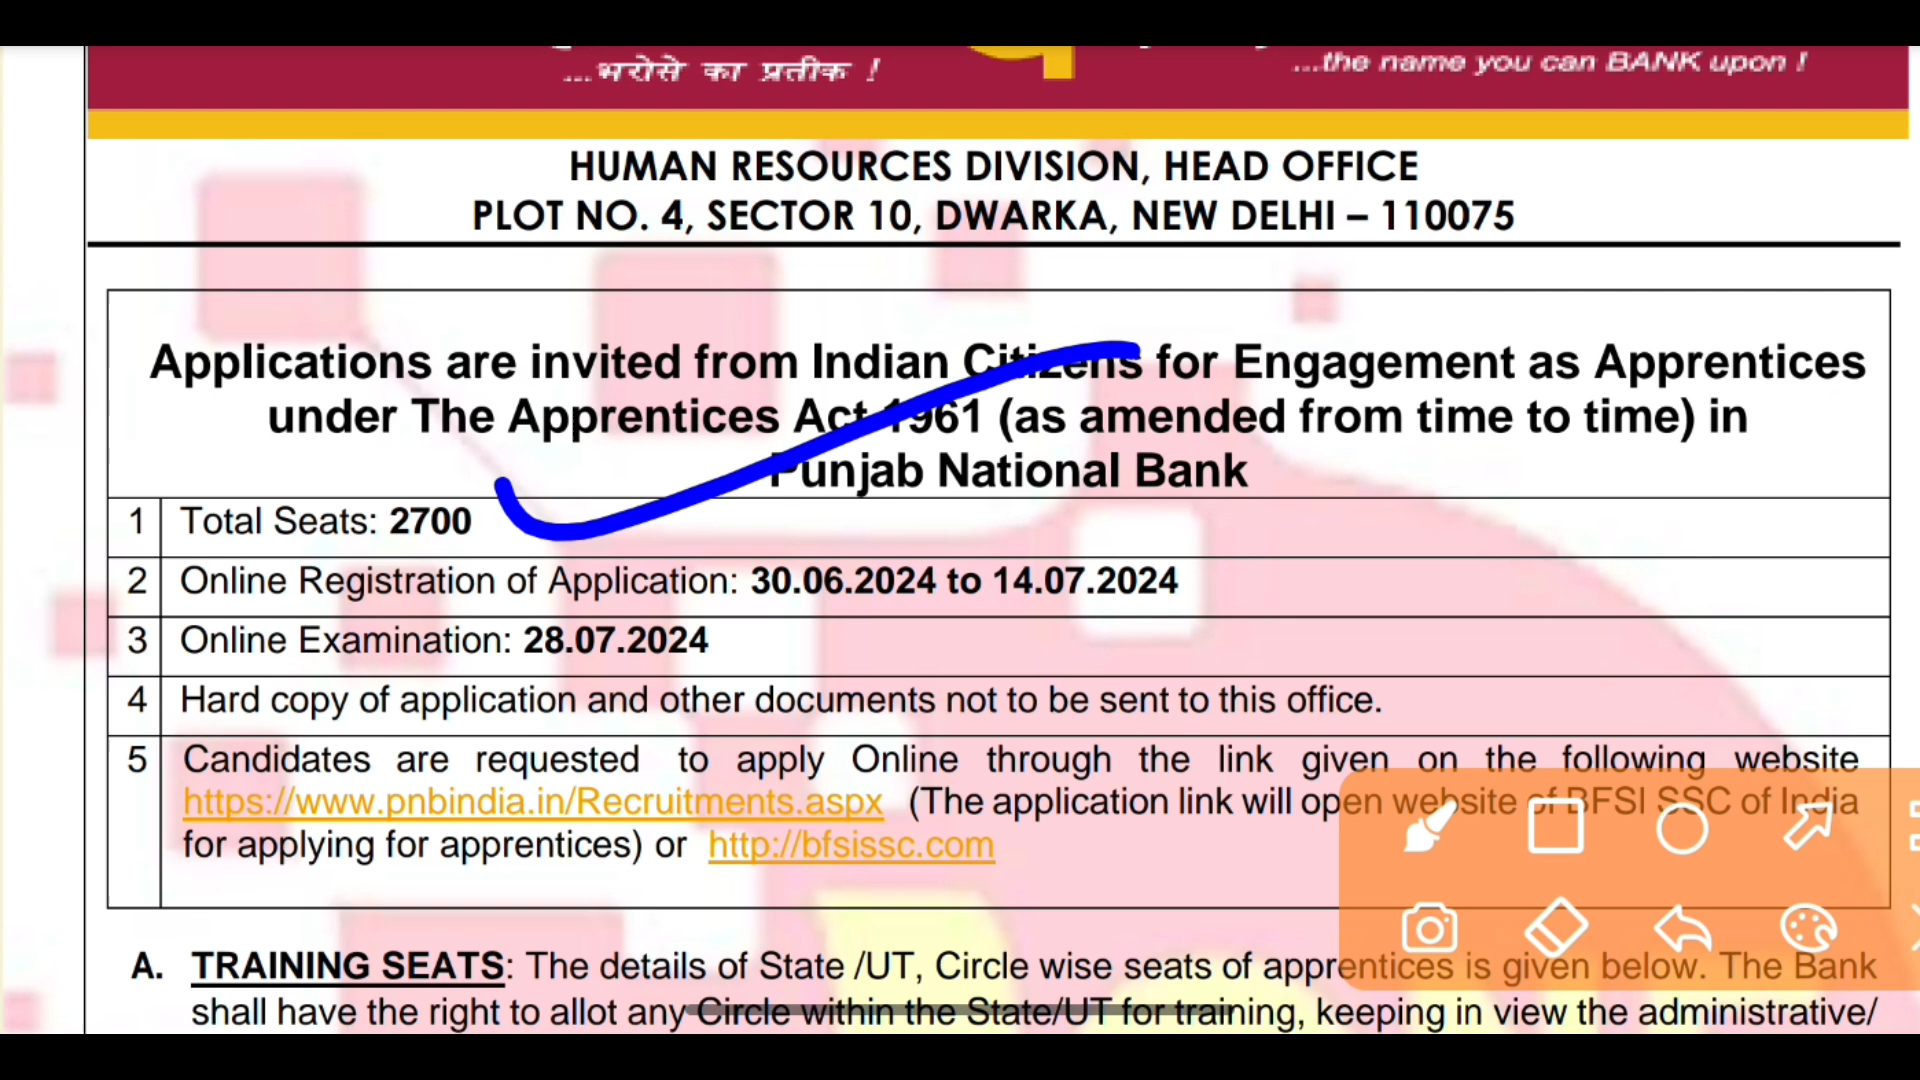 ...भरोसे का प्रतीक !
...the name you can BANK upon !
HUMAN RESOURCES DIVISION, HEAD OFFICE
PLOT NO. 4, SECTOR 10, DWARKA, NEW DELHI – 110075
Applications are invited from Indian Citizens for Engagement as Apprentices
under The Apprentices Act 1961 (as amended from time to time) in
Punjab National Bank
1 Total Seats: 2700
2 Online Registration of Application: 30.06.2024 to 14.07.2024
3 Online Examination: 28.07.2024
4 Hard copy of application and other documents not to be sent to this office.
5 Candidates are requested to apply Online through the link given on the following website
https://www.pnbindia.in/Recruitments.aspx (The application link will open website of BFSI SSC of India
for applying for apprentices) or http://bfsissc.com
A. TRAINING SEATS: The details of State /UT, Circle wise seats of apprentices is given below. The Bank
shall have the right to allot any Circle within the State/UT for training, keeping in view the administrative/